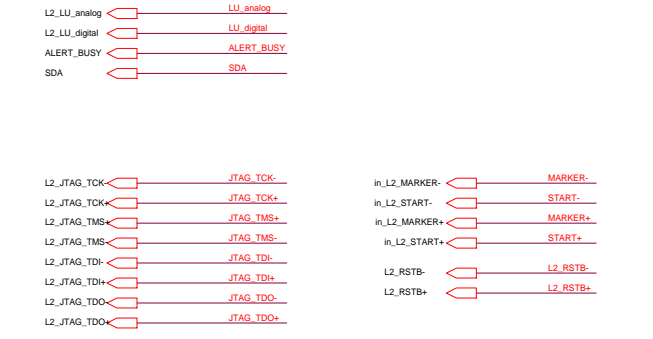 L2_LU_analog LU_analog
L2_LU_digital LU_digital
ALERT_BUSY ALERT_BUSY
SDA SDA
L2_JTAG_TCK- JTAG_TCK-
L2_JTAG_TCK+ JTAG_TCK+
L2_JTAG_TMS+ JTAG_TMS+
L2_JTAG_TMS- JTAG_TMS-
L2_JTAG_TDI- JTAG_TDI-
L2_JTAG_TDI+ JTAG_TDI+
L2_JTAG_TDO- JTAG_TDO-
L2_JTAG_TDO+ JTAG_TDO+
in_L2_MARKER- MARKER-
in_L2_START- START-
in_L2_MARKER+ MARKER+
in_L2_START+ START+
L2_RSTB- L2_RSTB-
L2_RSTB+ L2_RSTB+